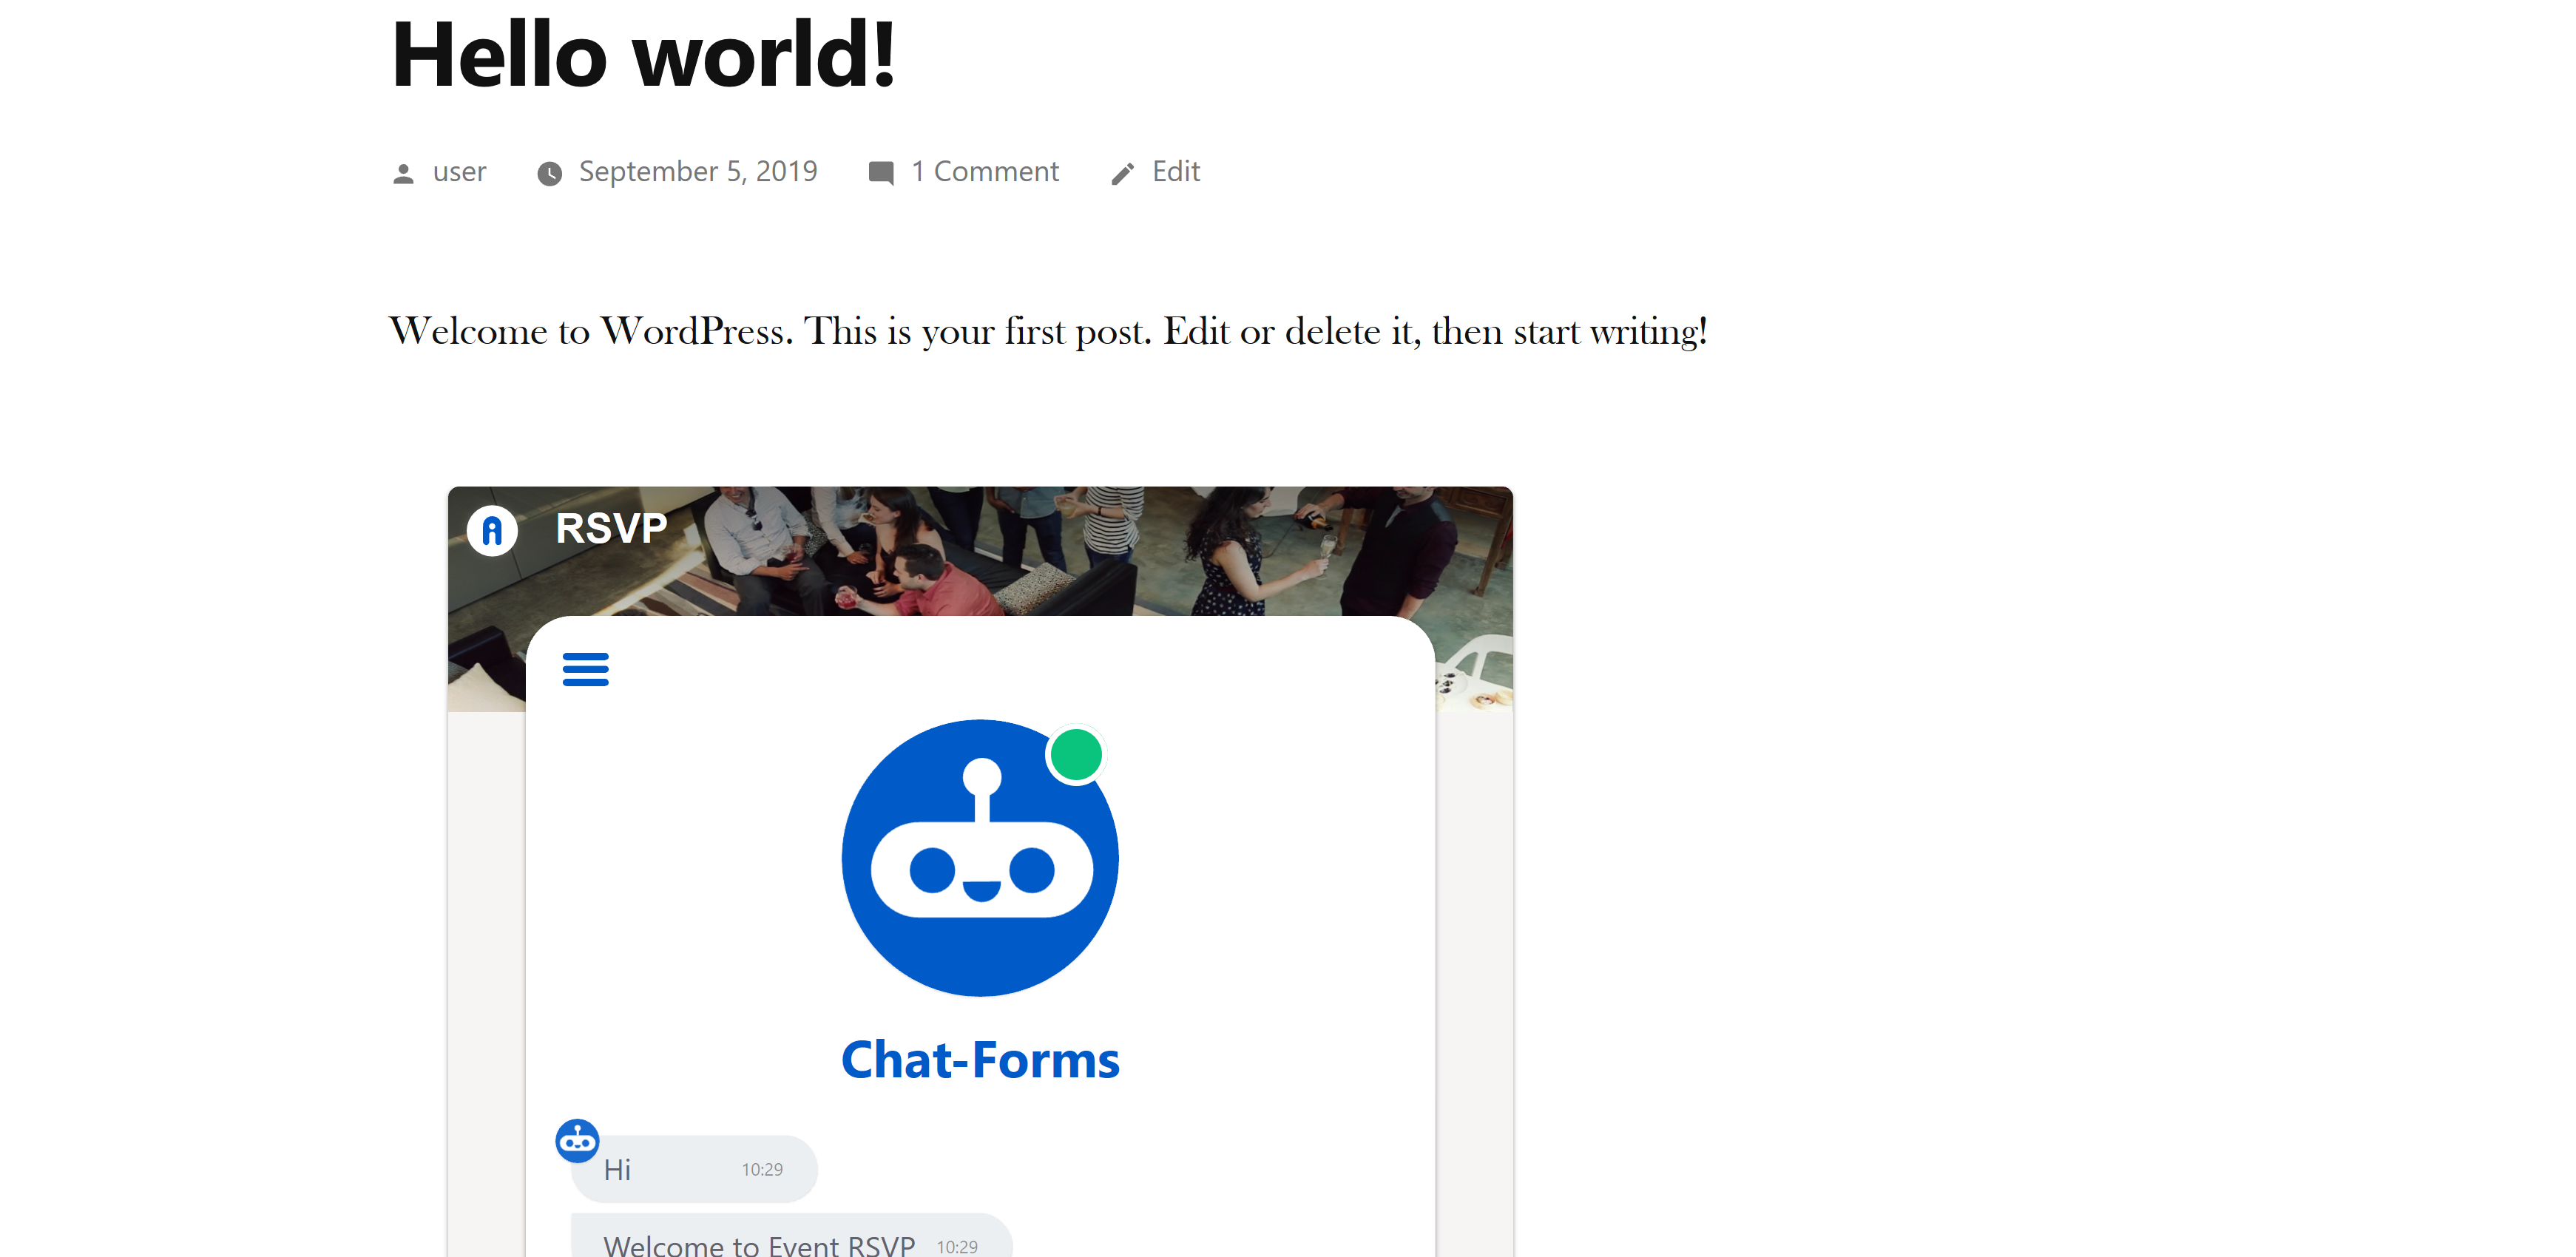 Hello world!
user September 5, 2019 1 Comment Edit
Welcome to WordPress. This is your first post. Edit or delete it, then start writing!
RSVP
Chat-Forms
Hi 10:29
Welcome to Event RSVP 10:29